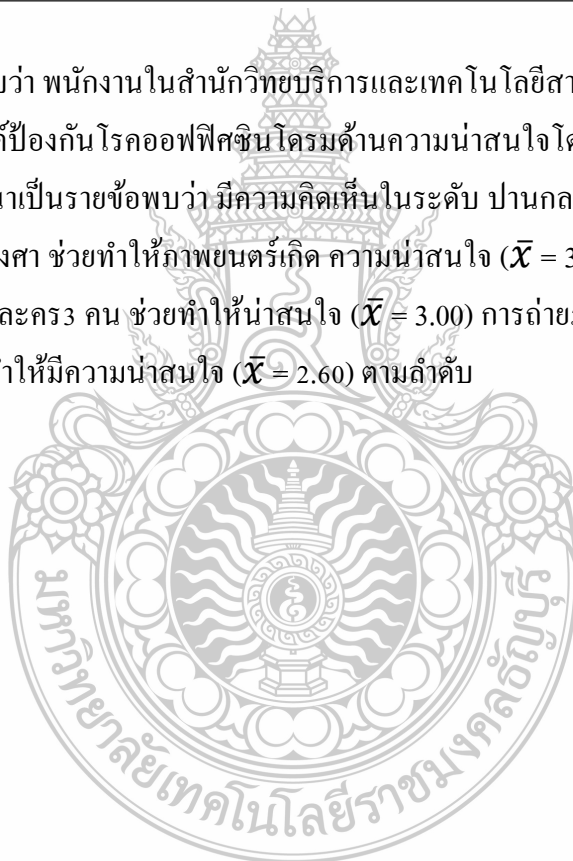 บว่า พนักงานในสำนักวิทยบริการและเทคโนโลยีสา
ป้องกันโรคออฟฟิศซินโดรมด้านความน่าสนใจโด
เป็นรายข้อพบว่า มีความคิดเห็นในระดับ ปานกล
งศา ช่วยทำให้ภาพยนตร์เกิด ความน่าสนใจ (x̄ = 3
ละคร3 คน ช่วยทำให้น่าสนใจ (x̄ = 3.00) การถ่าย
ทำให้มีความน่าสนใจ (x̄ = 2.60) ตามลำดับ
มหาวิทยาลัยเทคโนโลยีราชมงคลธัญบุรี